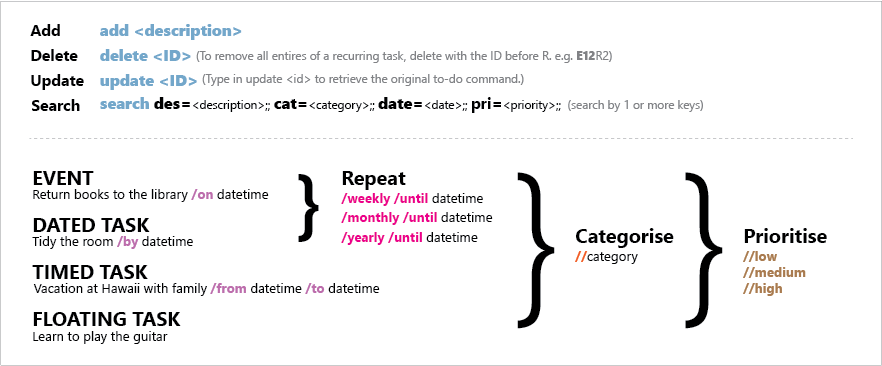 Add add <description>
Delete delete <ID> (To remove all entires of a recurring task, delete with the ID before R. e.g. E12R2)
Update update <ID> (Type in update <id> to retrieve the original to-do command.)
Search search des=<description>;; cat=<category>;; date=<date>;; pri=<priority>;; (search by 1 or more keys)
EVENT
Return books to the library /on datetime
DATED TASK
Tidy the room /by datetime
TIMED TASK
Vacation at Hawaii with family /from datetime /to datetime
FLOATING TASK
Learn to play the guitar
Repeat
/weekly /until datetime
/monthly /until datetime
/yearly /until datetime
Categorise
//category
Prioritise
//low
//medium
//high